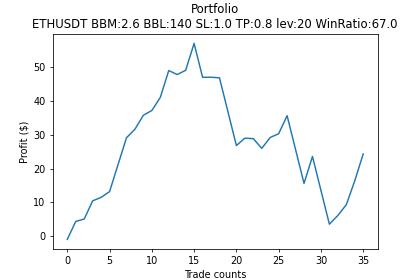 Portfolio
ETHUSDT BBM:2.6 BBL:140 SL:1.0 TP:0.8 lev:20 WinRatio:67.0
50
40
30
20
10
0
Profit ($)
0 5 10 15 20 25 30 35
Trade counts